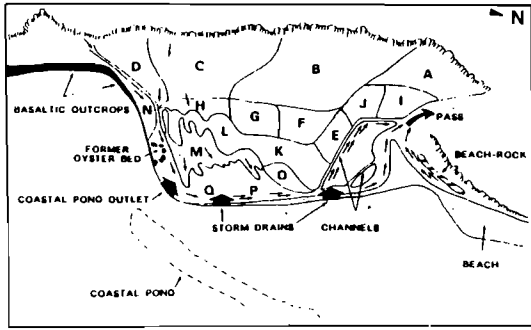 N
D
C
B
A
BASALTIC OUTCROPS
N
H
G
F
J
I
PASS
E
L
FORMER
OYSTER BED
M
K
BEACH-ROCK
O
COASTAL POND OUTLET
Q
P
STORM DRAINS
CHANNELS
BEACH
COASTAL POND